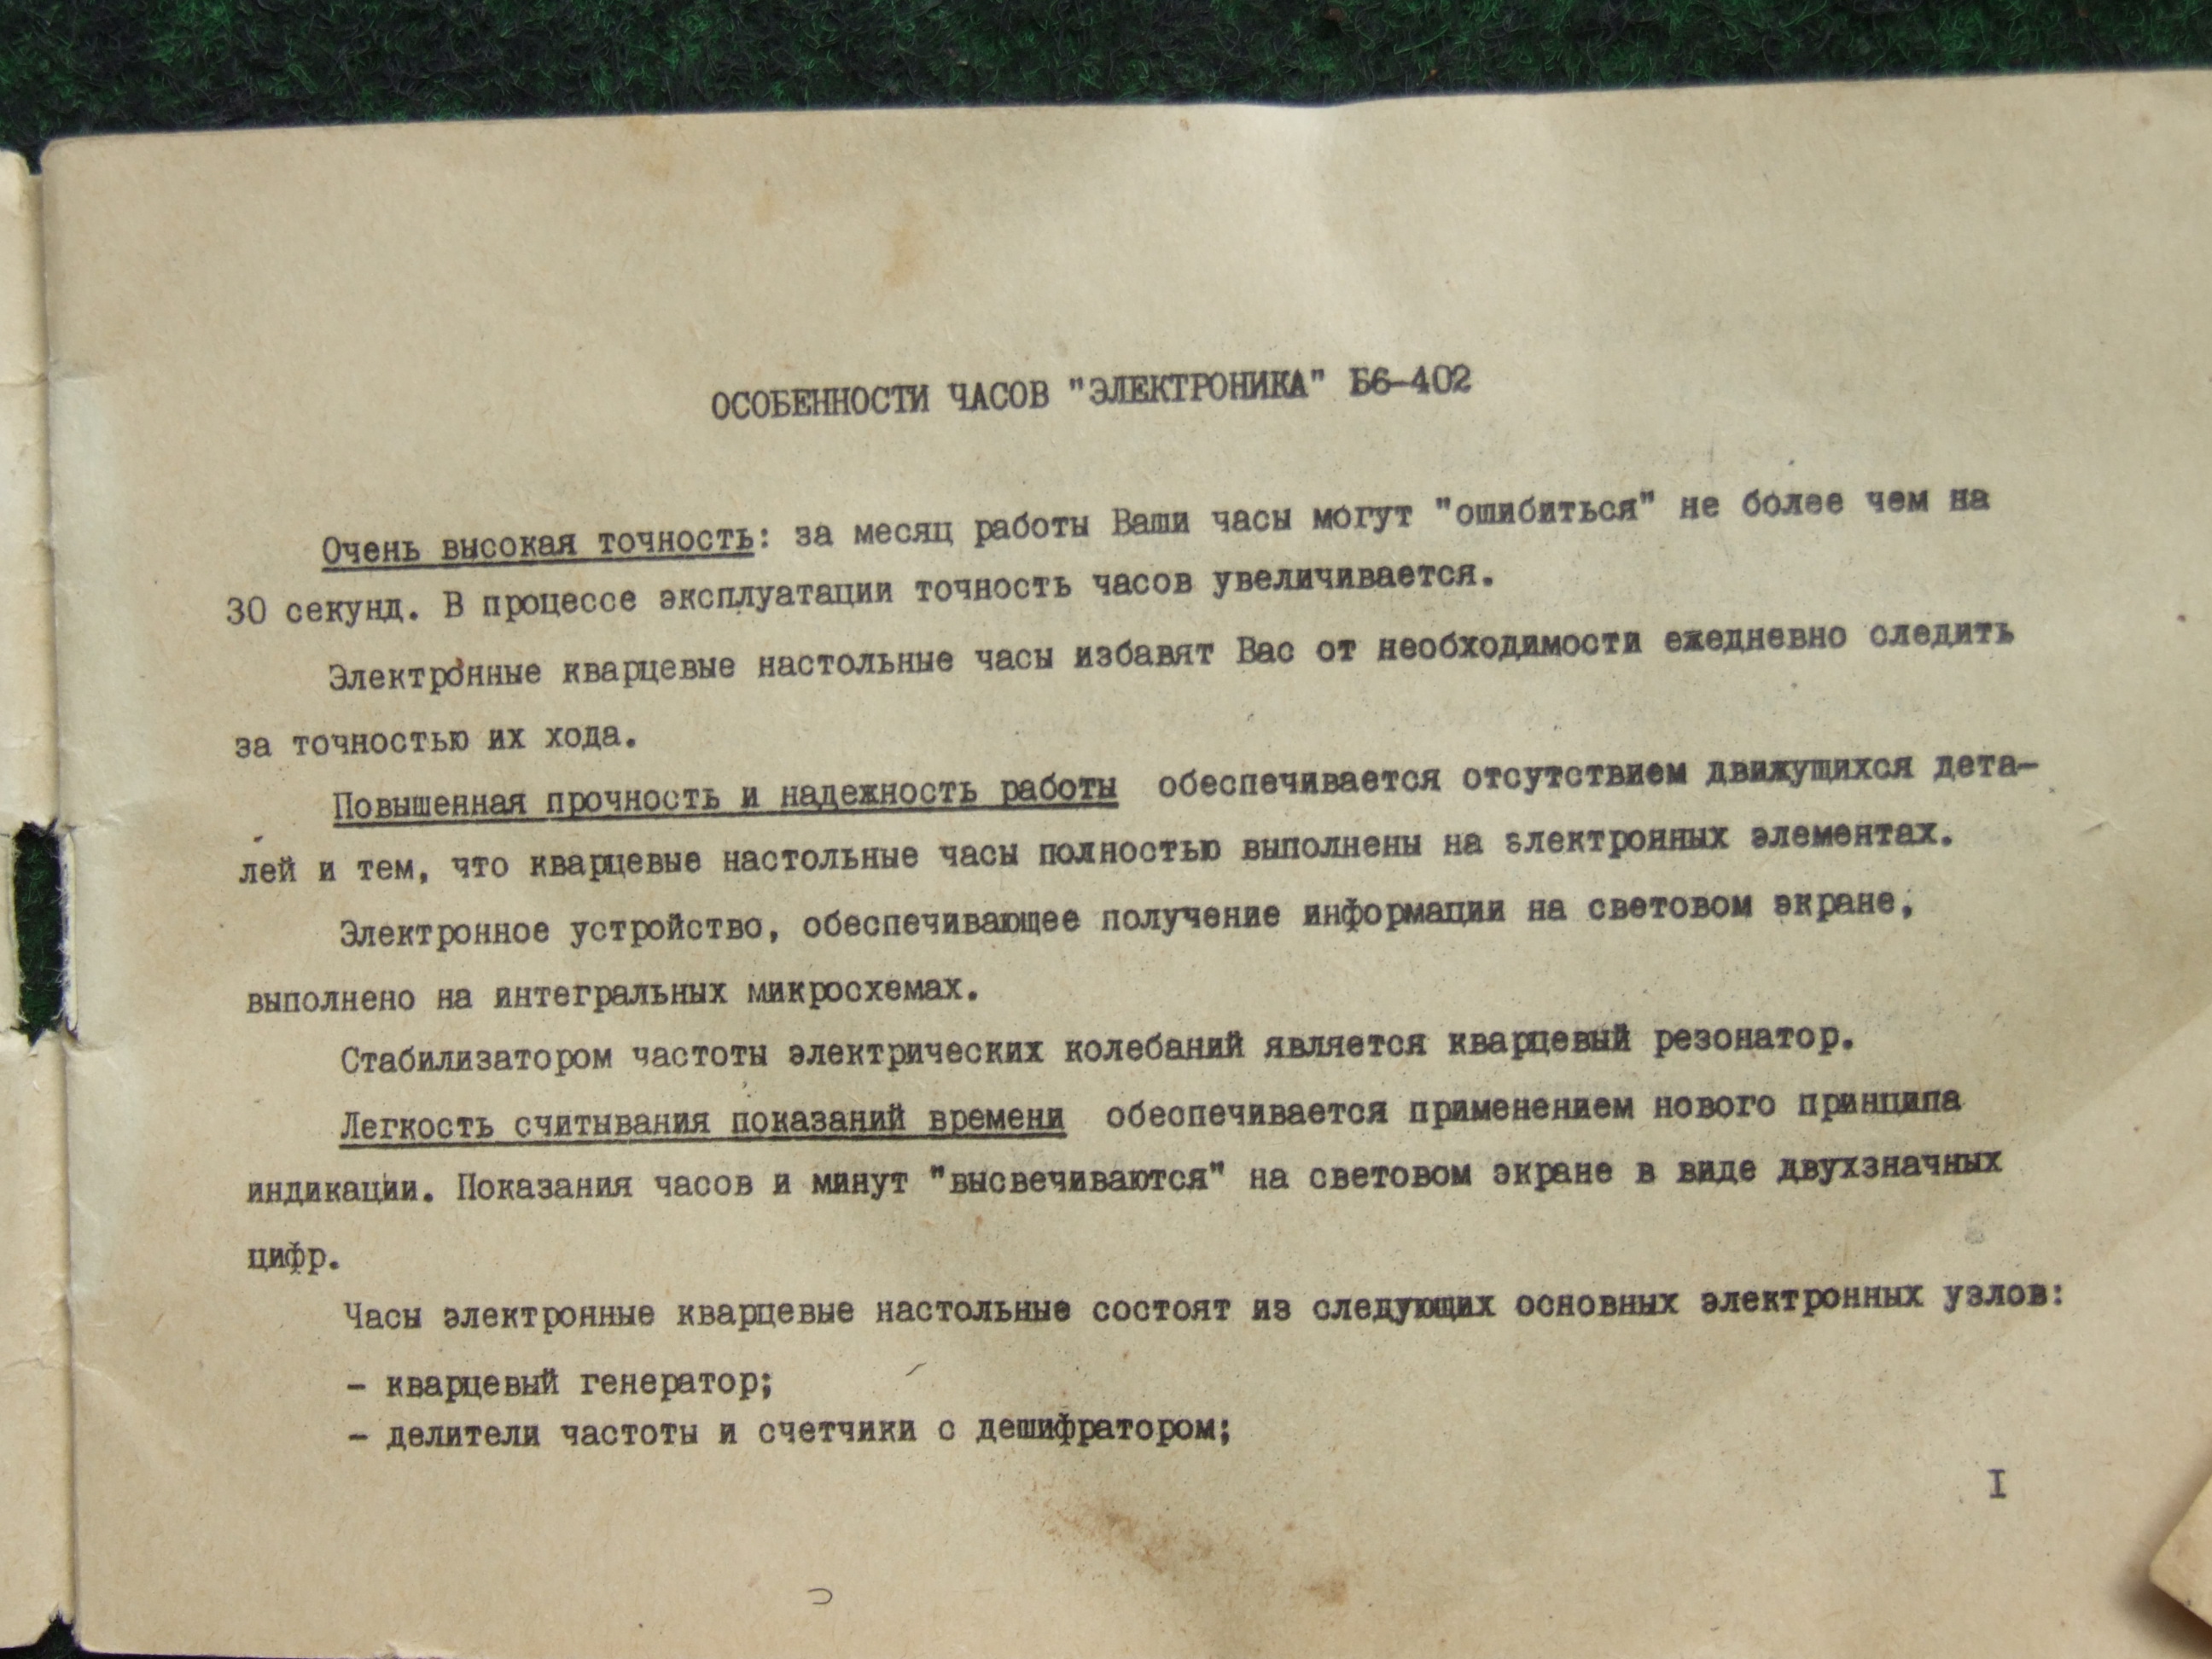 ОСОБЕННОСТИ ЧАСОВ "ЭЛЕКТРОНИКА" Б6-402
Очень высокая точность: за месяц работы Ваши часы могут "ошибиться" не более чем на
30 секунд. В процессе эксплуатации точность часов увеличивается.
Электронные кварцевые настольные часы избавят Вас от необходимости ежедневно следить
за точностью их хода.
Повышенная прочность и надежность работы обеспечивается отсутствием движущихся дета-
лей и тем, что кварцевые настольные часы полностью выполнены на электронных элементах.
Электронное устройство, обеспечивающее получение информации на световом экране,
выполнено на интегральных микросхемах.
Стабилизатором частоты электрических колебаний является кварцевый резонатор.
Легкость считывания показаний времени обеспечивается применением нового принципа
индикации. Показания часов и минут "высвечиваются" на световом экране в виде двухзначных
цифр.
Часы электронные кварцевые настольные состоят из следующих основных электронных узлов:
- кварцевый генератор;
- делители частоты и счетчики с дешифратором;
I